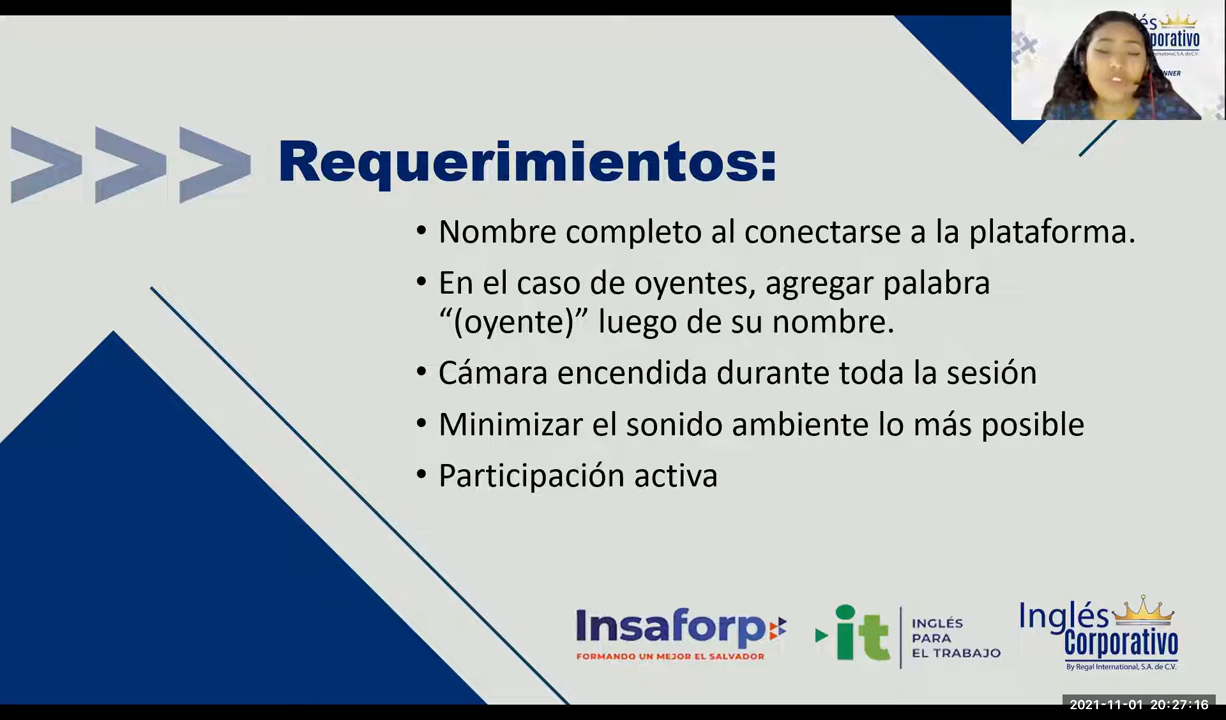 Requerimientos:
• Nombre completo al conectarse a la plataforma.
• En el caso de oyentes, agregar palabra
“(oyente)” luego de su nombre.
• Cámara encendida durante toda la sesión
• Minimizar el sonido ambiente lo más posible
• Participación activa
Insaforp
FORMANDO UN MEJOR EL SALVADOR
it
INGLÉS
PARA
EL TRABAJO
Inglés
Corporativo
By Regal International, S.A. de C.V.
2021-11-01 20:27:16